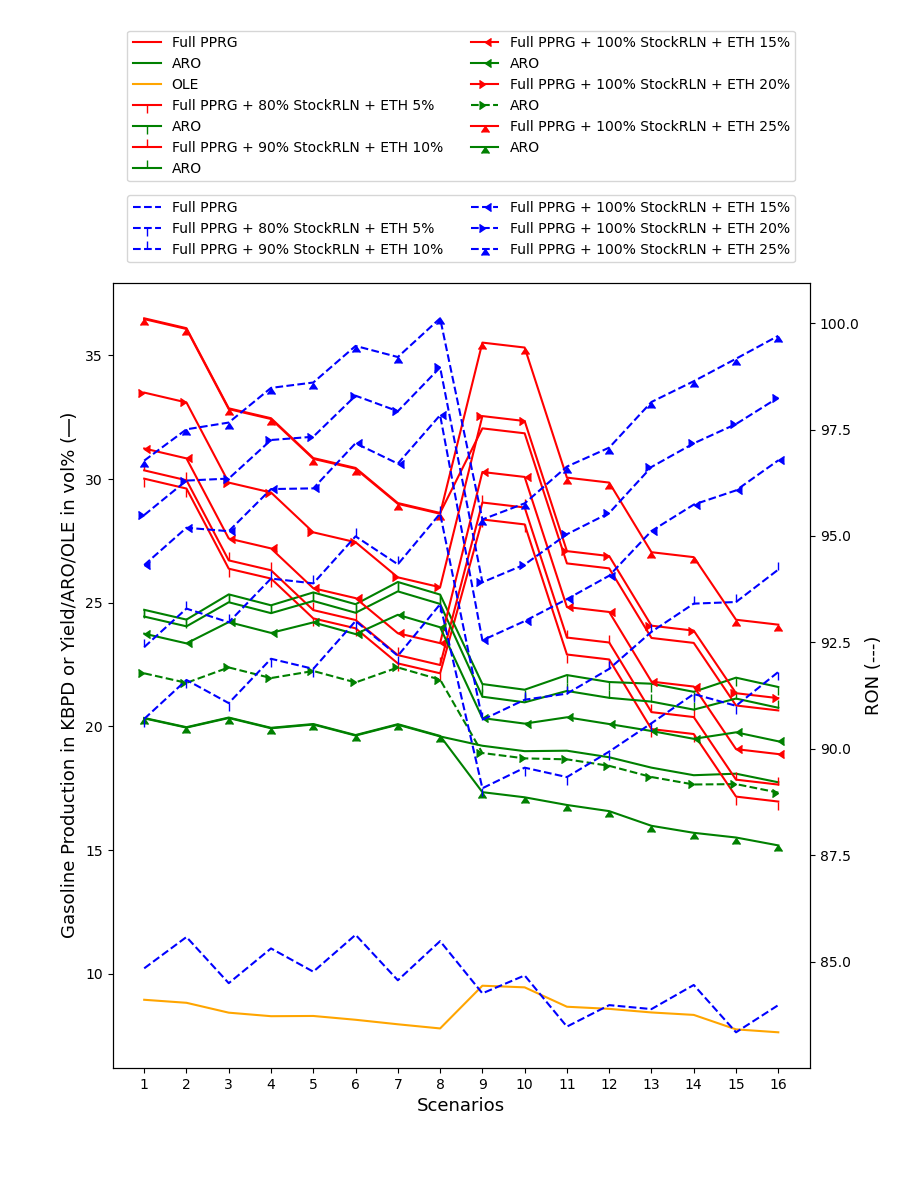 Full PPRG
ARO
OLE
Full PPRG + 80% StockRLN + ETH 5%
ARO
Full PPRG + 90% StockRLN + ETH 10%
ARO
Full PPRG + 100% StockRLN + ETH 15%
ARO
Full PPRG + 100% StockRLN + ETH 20%
ARO
Full PPRG + 100% StockRLN + ETH 25%
ARO
Full PPRG
Full PPRG + 80% StockRLN + ETH 5%
Full PPRG + 90% StockRLN + ETH 10%
Full PPRG + 100% StockRLN + ETH 15%
Full PPRG + 100% StockRLN + ETH 20%
Full PPRG + 100% StockRLN + ETH 25%
Gasoline Production in KBPD or Yield/ARO/OLE in vol% (—)
35
30
25
20
15
10
100.0
97.5
95.0
92.5
90.0
87.5
85.0
RON (---)
1 2 3 4 5 6 7 8 9 10 11 12 13 14 15 16
Scenarios